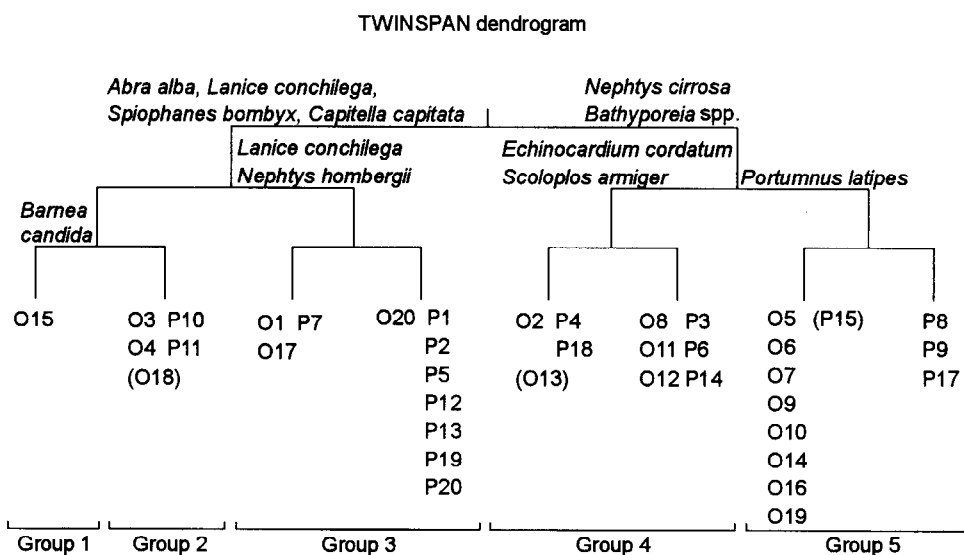 TWINSPAN dendrogram
Abra alba, Lanice conchilega, Nephtys cirrosa
Spiophanes bombyx, Capitella capitata Bathyporeia spp.
Lanice conchilega Echinocardium cordatum
Nephtys hombergii Scoloplos armiger Portumnus latipes
Barnea
candida
O15 O3 P10 O1 P7 O20 P1 O2 P4 O8 P3 O5 (P15) P8
O4 P11 O17 P2 P18 O11 P6 O6 P9
(O18) P5 (O13) O12 P14 O7 P17
P12 O9
P13 O10
P19 O14
P20 O16
O19
Group 1 Group 2 Group 3 Group 4 Group 5